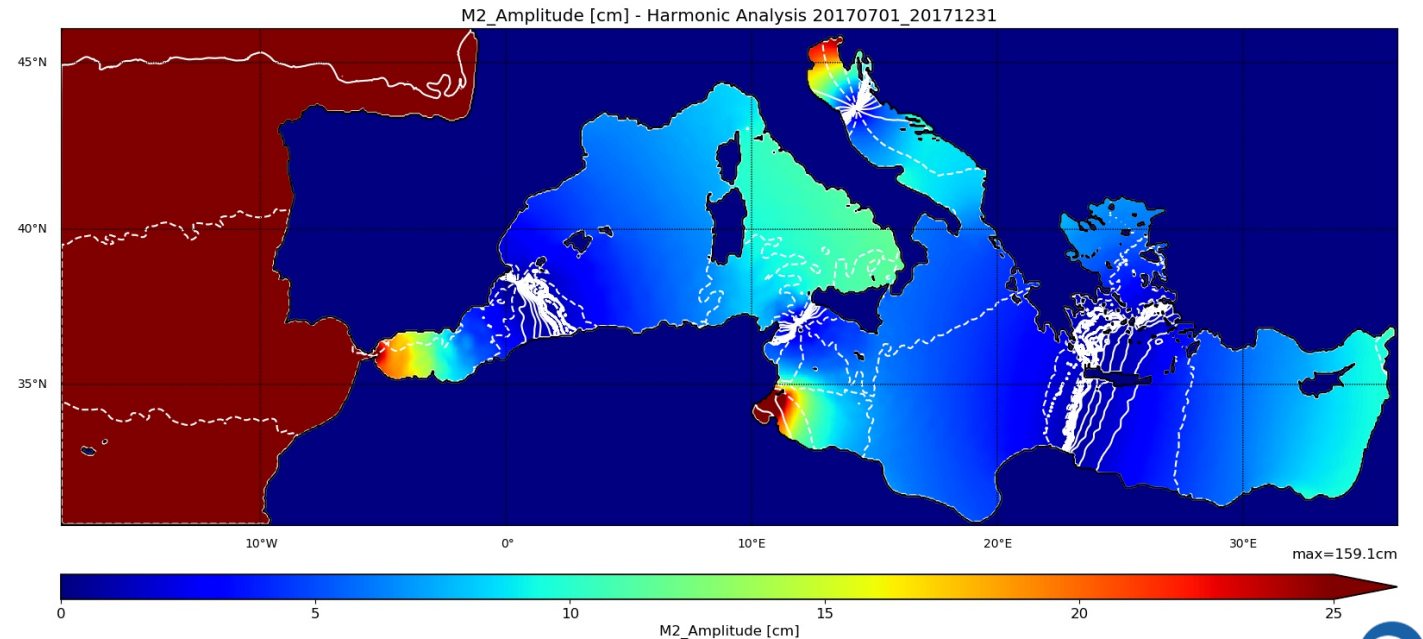 M2_Amplitude [cm] - Harmonic Analysis 20170701_20171231
45°N
40°N
35°N
10°W 0° 10°E 20°E 30°E
max=159.1cm
0 5 10 15 20 25
M2_Amplitude [cm]